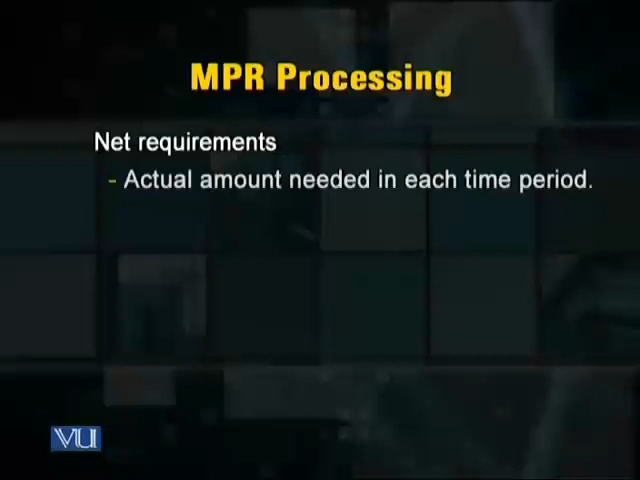 MPR Processing
Net requirements
- Actual amount needed in each time period.
VU